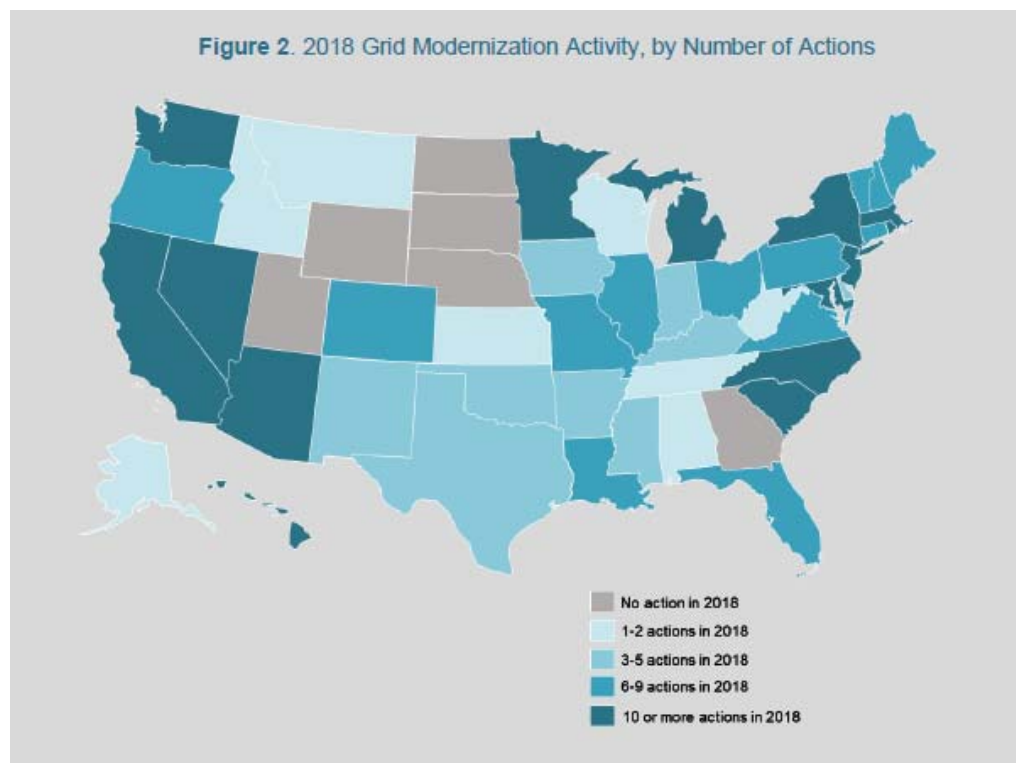 Figure 2. 2018 Grid Modernization Activity, by Number of Actions
No action in 2018
1-2 actions in 2018
3-5 actions in 2018
6-9 actions in 2018
10 or more actions in 2018